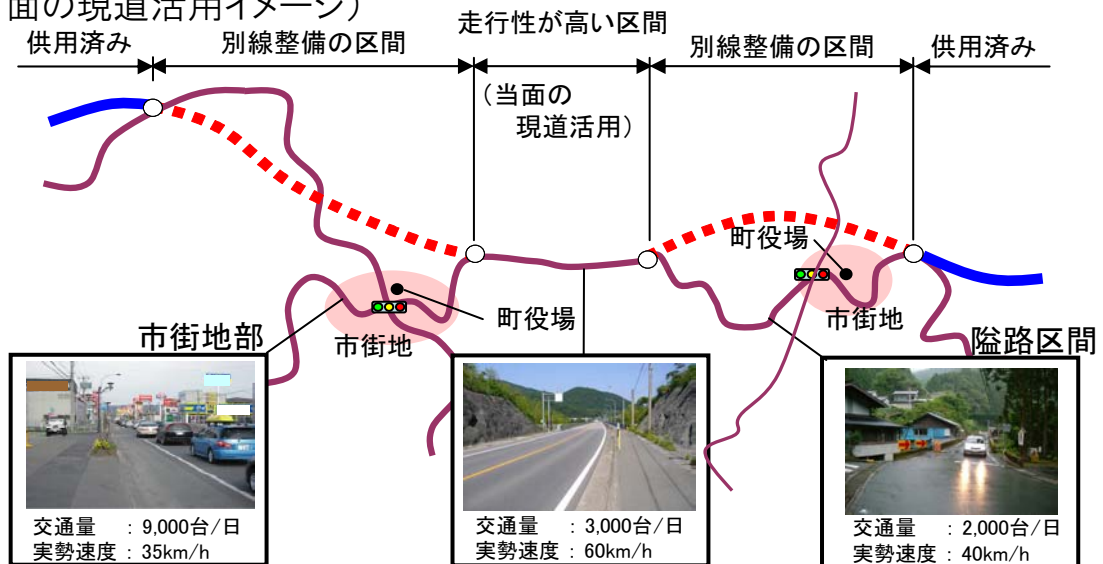 面の現道活用イメージ)
供用済み
別線整備の区間
走行性が高い区間
別線整備の区間
供用済み
(当面の
現道活用)
町役場
町役場
市街地部
市街地
市街地
隘路区間
交通量 : 9,000台/日
実勢速度 : 35km/h
交通量 : 3,000台/日
実勢速度 : 60km/h
交通量 : 2,000台/日
実勢速度 : 40km/h